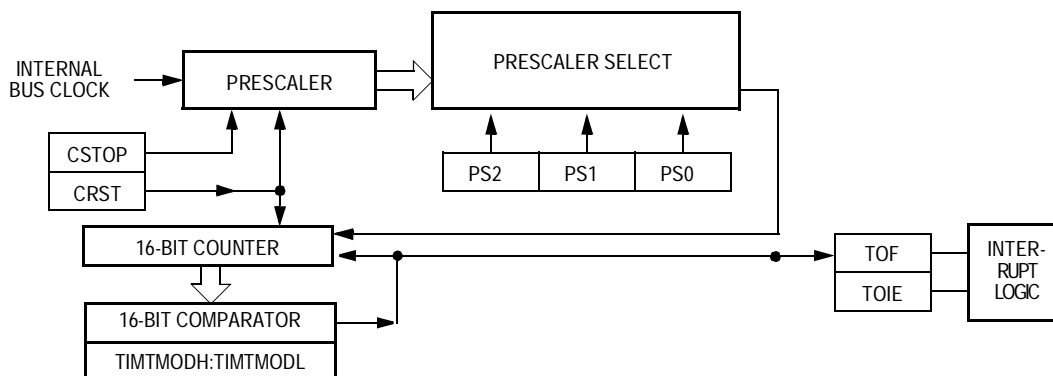 INTERNAL
BUS CLOCK
PRESCALER
PRESCALER SELECT
CSTOP
CRST
PS2
PS1
PS0
16-BIT COUNTER
16-BIT COMPARATOR
TIMTMODH:TIMTMODL
TOF
TOIE
INTER-
RUPT
LOGIC